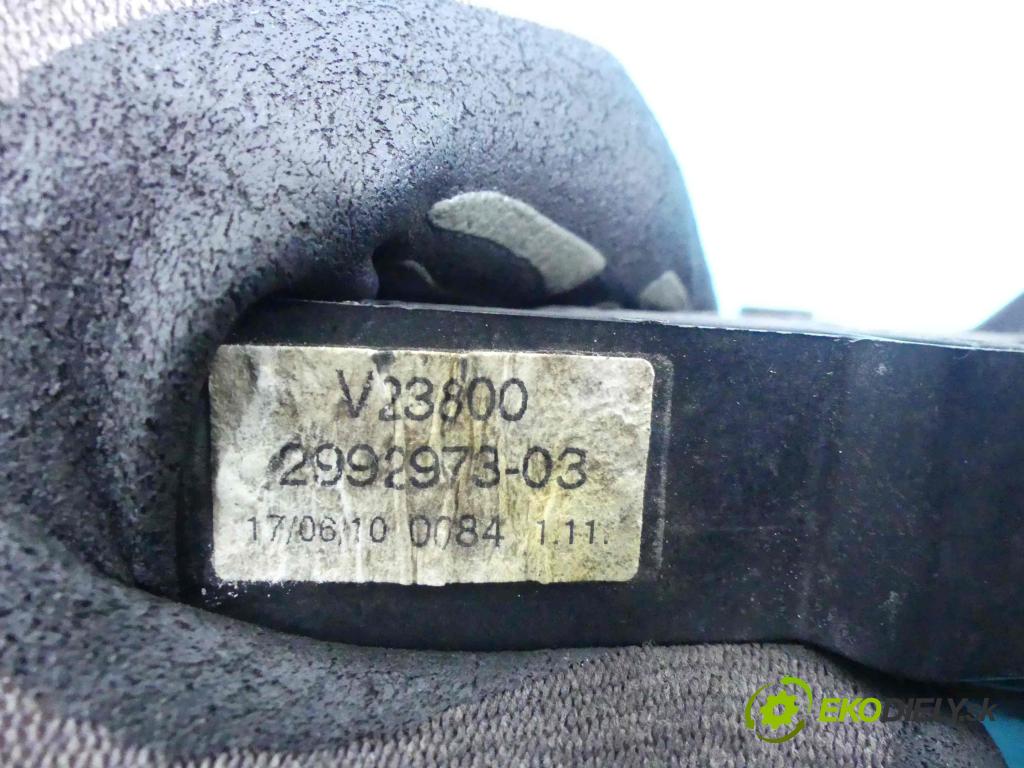 V23800
2992973-03
17/06/10 0084 1.11.
EKODIELY.sk